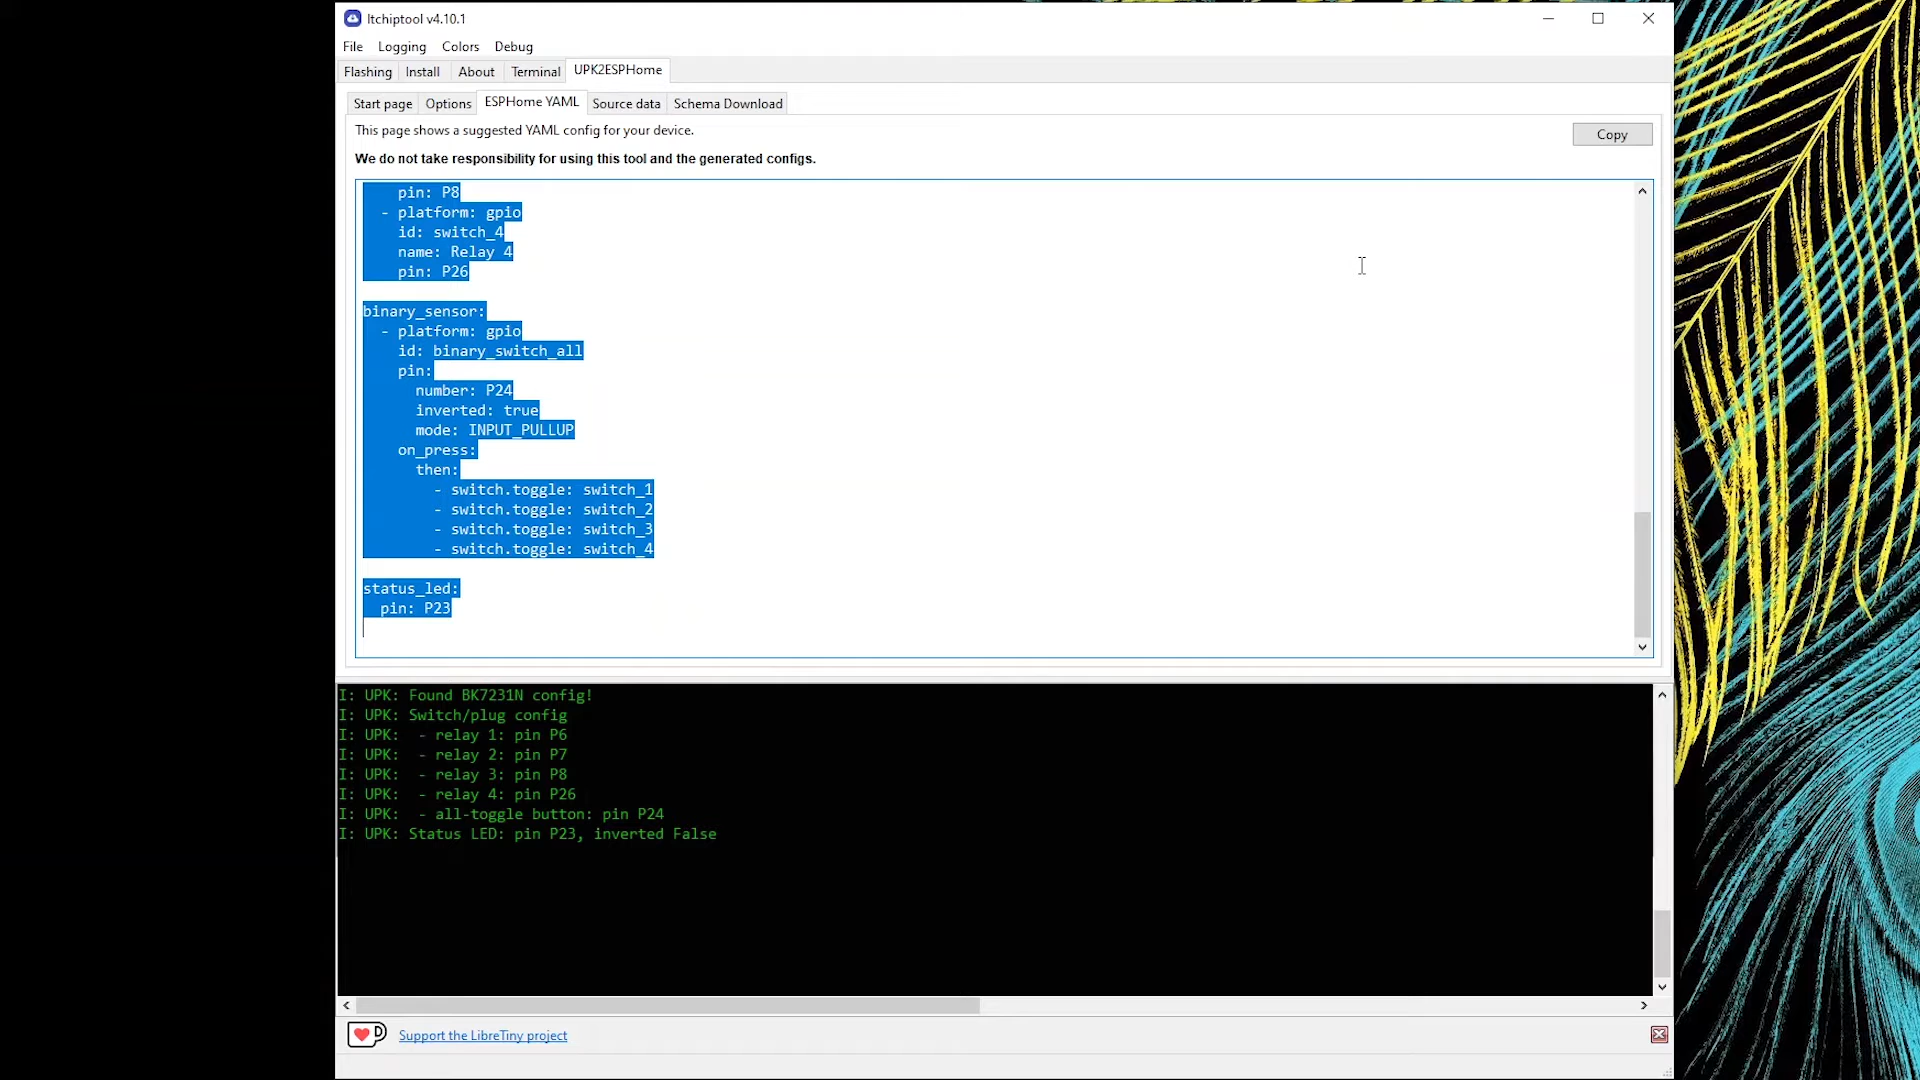 ltchiptool v4.10.1
File Logging Colors Debug
Flashing Install About Terminal UPK2ESPHome
Start page Options ESPHome YAML Source data Schema Download
This page shows a suggested YAML config for your device.
Copy
We do not take responsibility for using this tool and the generated configs.
pin: P8
- platform: gpio
id: switch_4
name: Relay 4
pin: P26
binary_sensor:
- platform: gpio
id: binary_switch_all
pin:
number: P24
inverted: true
mode: INPUT_PULLUP
on_press:
then:
- switch.toggle: switch_1
- switch.toggle: switch_2
- switch.toggle: switch_3
- switch.toggle: switch_4
status_led:
pin: P23
I: UPK: Found BK7231N config!
I: UPK: Switch/plug config
I: UPK:  - relay 1: pin P6
I: UPK:  - relay 2: pin P7
I: UPK:  - relay 3: pin P8
I: UPK:  - relay 4: pin P26
I: UPK:  - all-toggle button: pin P24
I: UPK: Status LED: pin P23, inverted False
Support the LibreTiny project